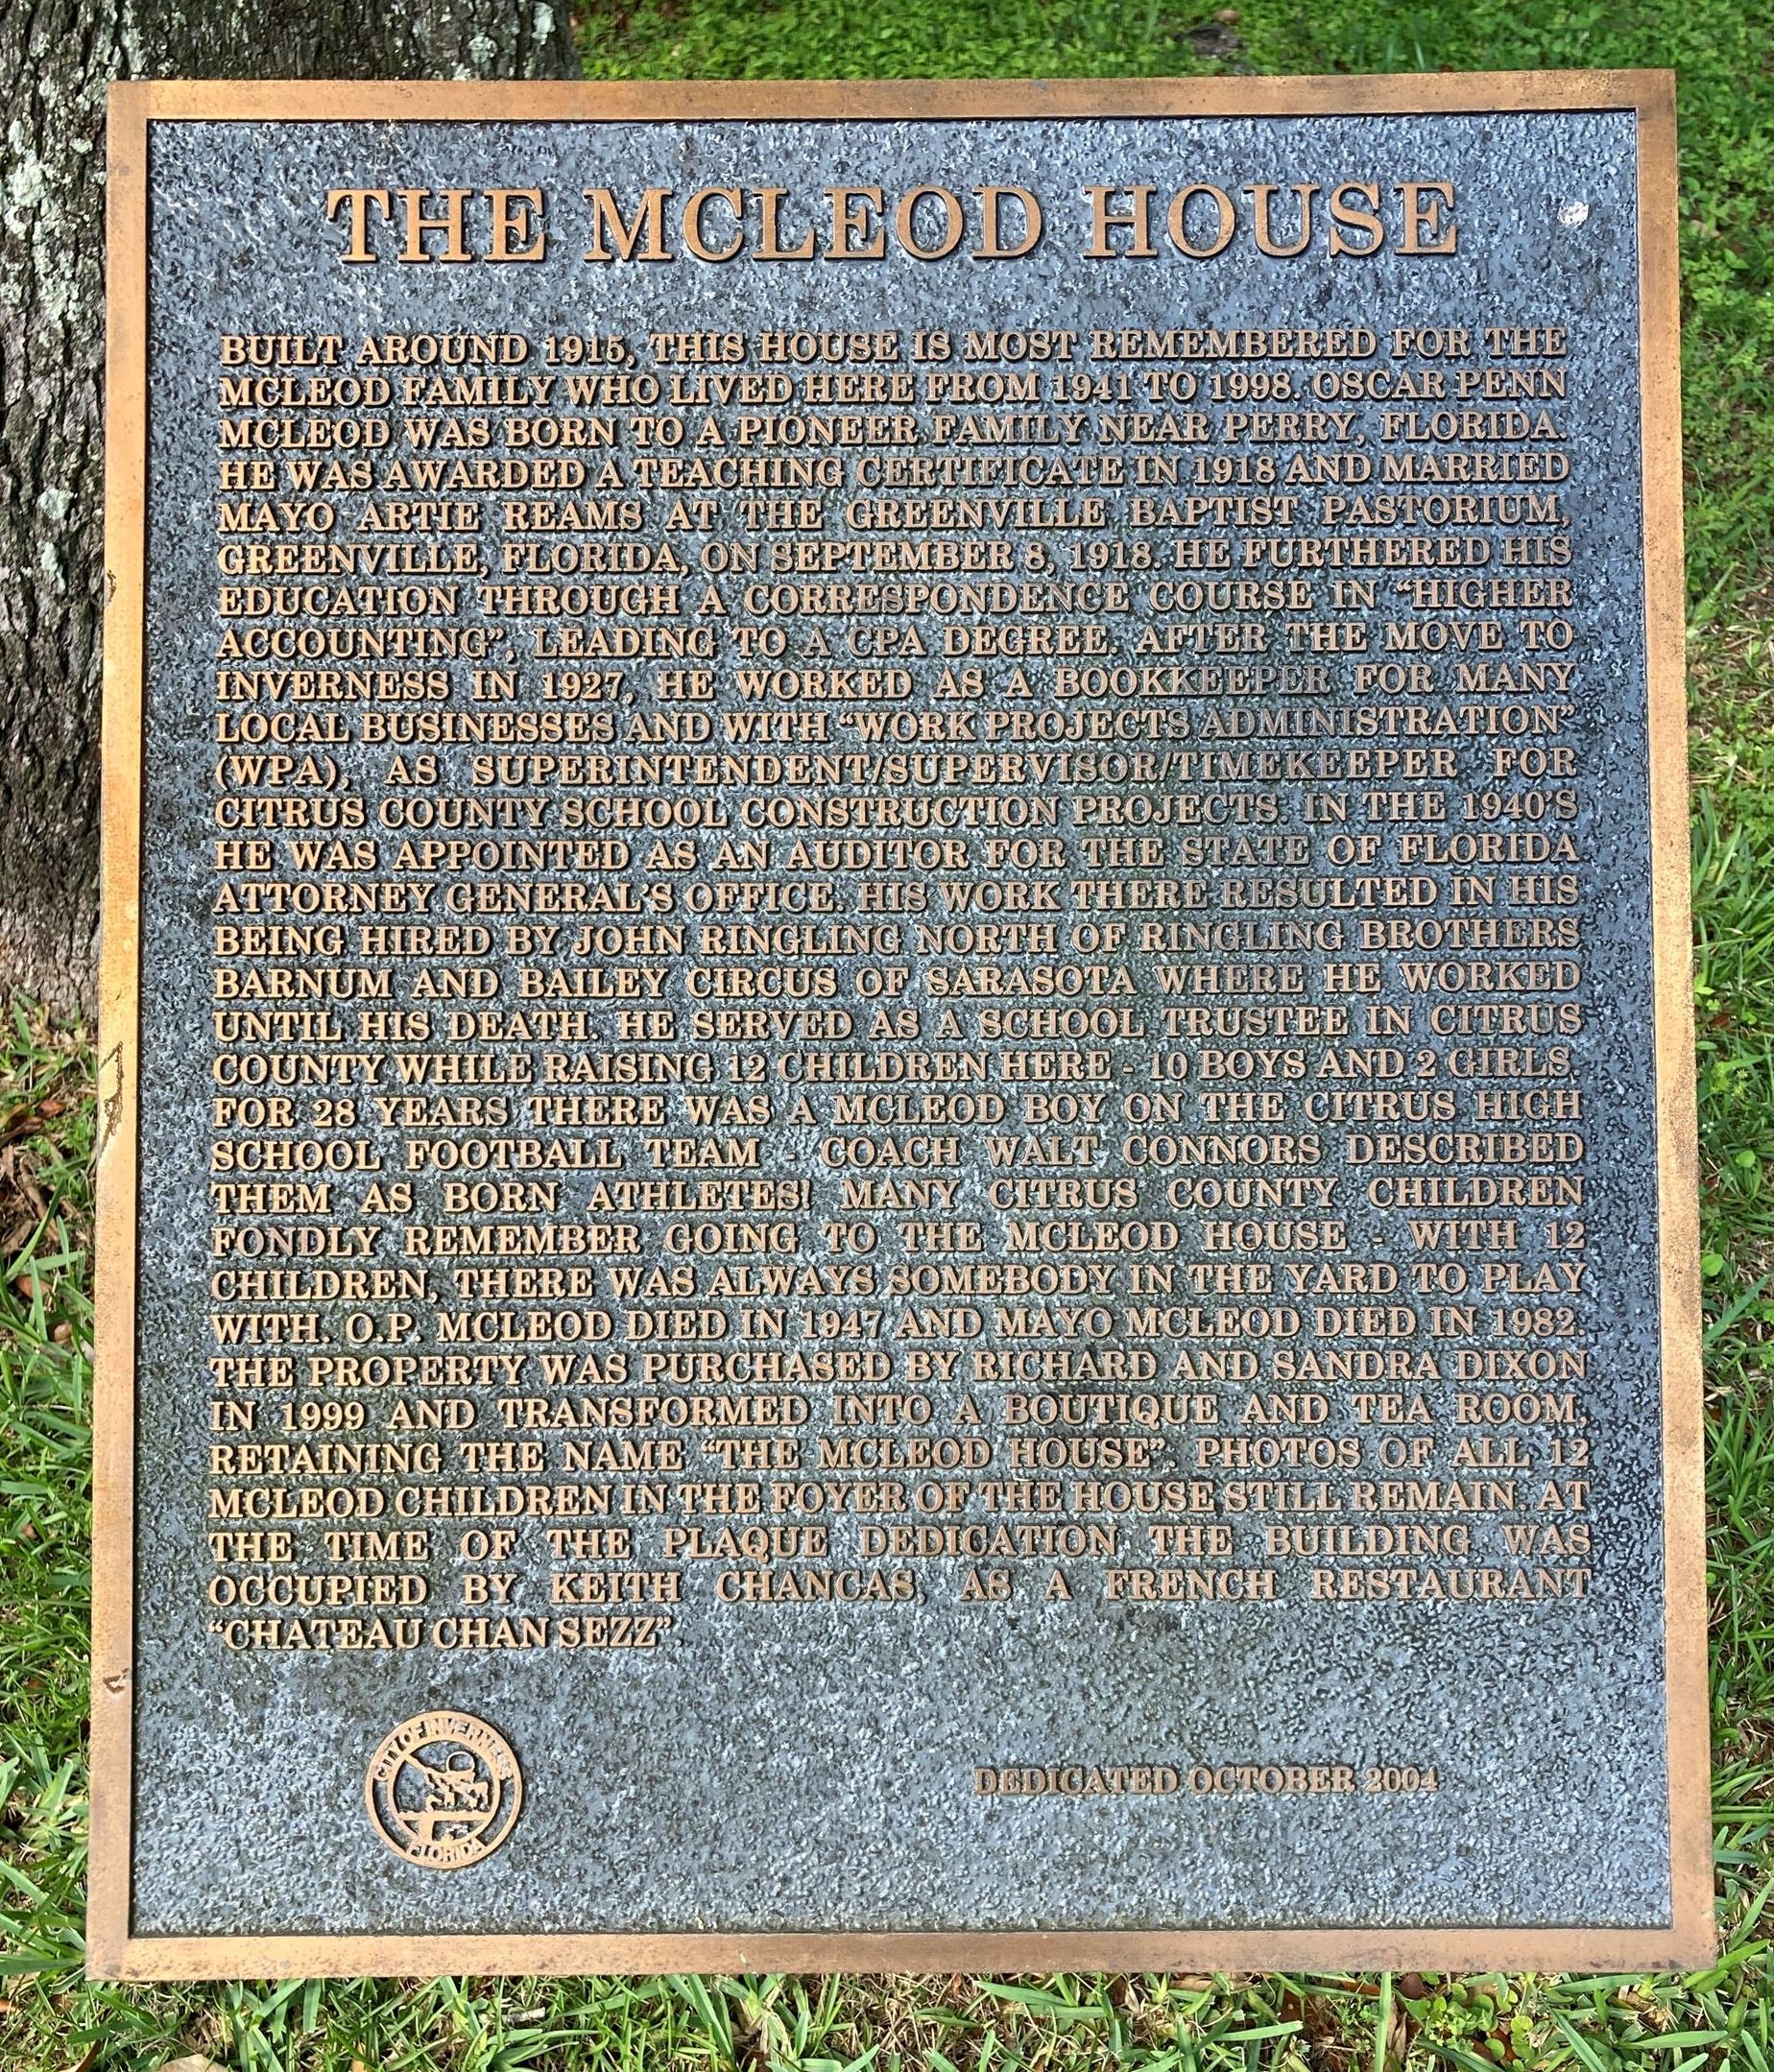 THE MCLEOD HOUSE
BUILT AROUND 1915, THIS HOUSE IS MOST REMEMBERED FOR THE
MCLEOD FAMILY WHO LIVED HERE FROM 1941 TO 1998. OSCAR PENN
MCLEOD WAS BORN TO A PIONEER FAMILY NEAR PERRY, FLORIDA.
HE WAS AWARDED A TEACHING CERTIFICATE IN 1918 AND MARRIED
MAYO ARTIE REAMS AT THE GREENVILLE BAPTIST PASTORIUM,
GREENVILLE, FLORIDA, ON SEPTEMBER 8, 1918. HE FURTHERED HIS
EDUCATION THROUGH A CORRESPONDENCE COURSE IN “HIGHER
ACCOUNTING”, LEADING TO A CPA DEGREE. AFTER THE MOVE TO
INVERNESS IN 1927, HE WORKED AS A BOOKKEEPER FOR MANY
LOCAL BUSINESSES AND WITH “WORK PROJECTS ADMINISTRATION”
(WPA), AS SUPERINTENDENT/SUPERVISOR/TIMEKEEPER FOR
CITRUS COUNTY SCHOOL CONSTRUCTION PROJECTS. IN THE 1940’S
HE WAS APPOINTED AS AN AUDITOR FOR THE STATE OF FLORIDA
ATTORNEY GENERAL’S OFFICE. HIS WORK THERE RESULTED IN HIS
BEING HIRED BY JOHN RINGLING NORTH OF RINGLING BROTHERS
BARNUM AND BAILEY CIRCUS OF SARASOTA WHERE HE WORKED
UNTIL HIS DEATH. HE SERVED AS A SCHOOL TRUSTEE IN CITRUS
COUNTY WHILE RAISING 12 CHILDREN HERE - 10 BOYS AND 2 GIRLS.
FOR 28 YEARS THERE WAS A MCLEOD BOY ON THE CITRUS HIGH
SCHOOL FOOTBALL TEAM - COACH WALT CONNORS DESCRIBED
THEM AS BORN ATHLETES! MANY CITRUS COUNTY CHILDREN
FONDLY REMEMBER GOING TO THE MCLEOD HOUSE - WITH 12
CHILDREN, THERE WAS ALWAYS SOMEBODY IN THE YARD TO PLAY
WITH. O.P. MCLEOD DIED IN 1947 AND MAYO MCLEOD DIED IN 1982.
THE PROPERTY WAS PURCHASED BY RICHARD AND SANDRA DIXON
IN 1999 AND TRANSFORMED INTO A BOUTIQUE AND TEA ROOM,
RETAINING THE NAME “THE MCLEOD HOUSE”. PHOTOS OF ALL 12
MCLEOD CHILDREN IN THE FOYER OF THE HOUSE STILL REMAIN. AT
THE TIME OF THE PLAQUE DEDICATION THE BUILDING WAS
OCCUPIED BY KEITH CHANCAS, AS A FRENCH RESTAURANT
“CHATEAU CHAN SEZZ”.
CITY OF INVERNESS
FLORIDA
DEDICATED OCTOBER 2004